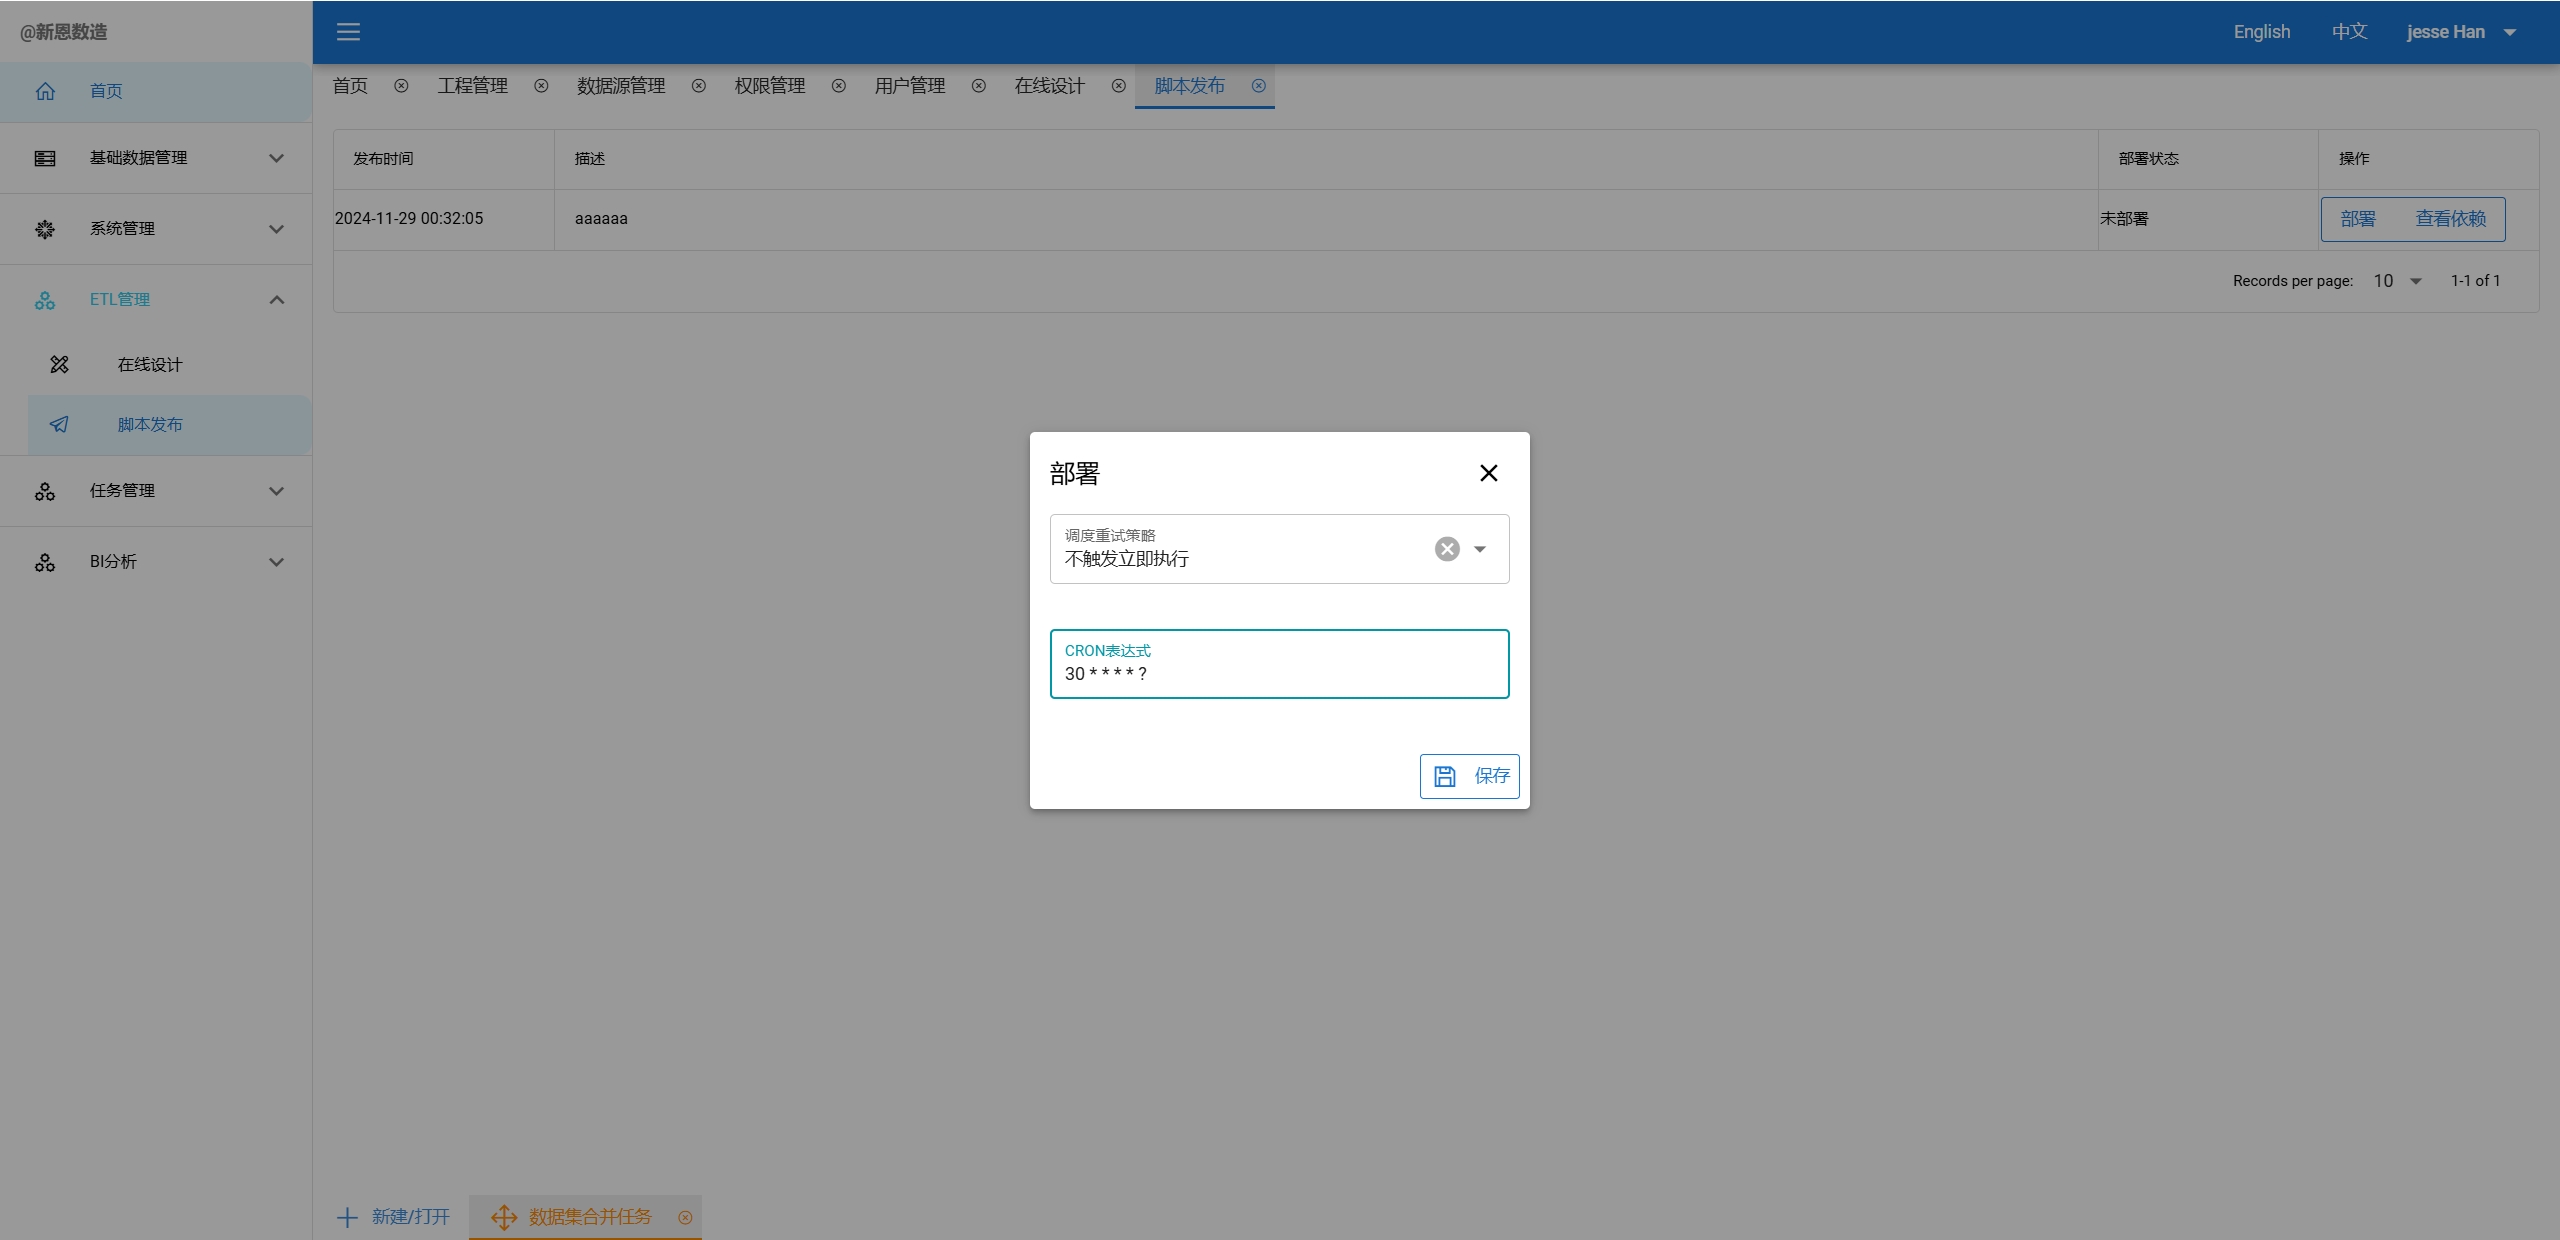 @新恩数造
English 中文 jesse Han
首页
基础数据管理
系统管理
ETL管理
在线设计
脚本发布
任务管理
BI分析
首页 工程管理 数据源管理 权限管理 用户管理 在线设计 脚本发布
发布时间 描述 部署状态 操作
2024-11-29 00:32:05 aaaaaa 未部署 部署 查看依赖
Records per page: 10 1-1 of 1
部署
调度重试策略
不触发立即执行
CRON表达式
30 * * * * ?
保存
新建/打开 数据集合并任务